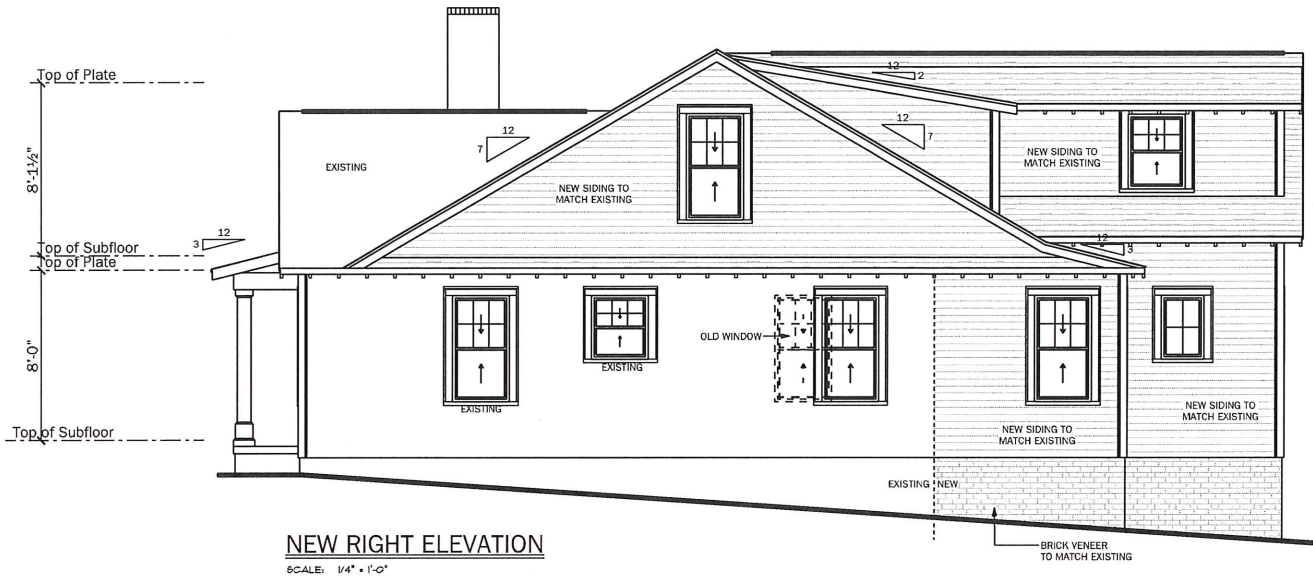 Top of Plate
12
2
12
7
12
7
8'-1½"
EXISTING
NEW SIDING TO
MATCH EXISTING
NEW SIDING TO
MATCH EXISTING
12
3
Top of Subfloor
Top of Plate
12
8'-0"
OLD WINDOW
EXISTING
EXISTING
NEW SIDING TO
MATCH EXISTING
NEW SIDING TO
MATCH EXISTING
Top of Subfloor
EXISTING
NEW
BRICK VENEER
TO MATCH EXISTING
NEW RIGHT ELEVATION
SCALE: 1/4" = 1'-0"